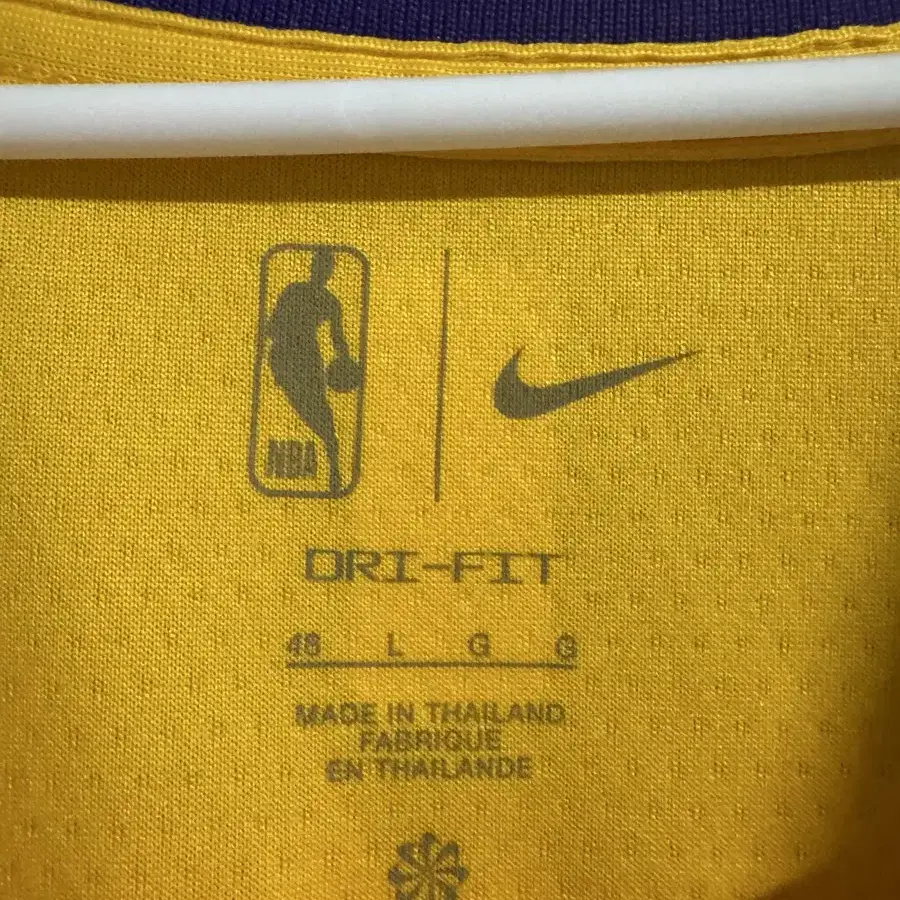 NBA
DRI-FIT
48 L G G
MADE IN THAILAND
FABRIQUE
EN THAILANDE